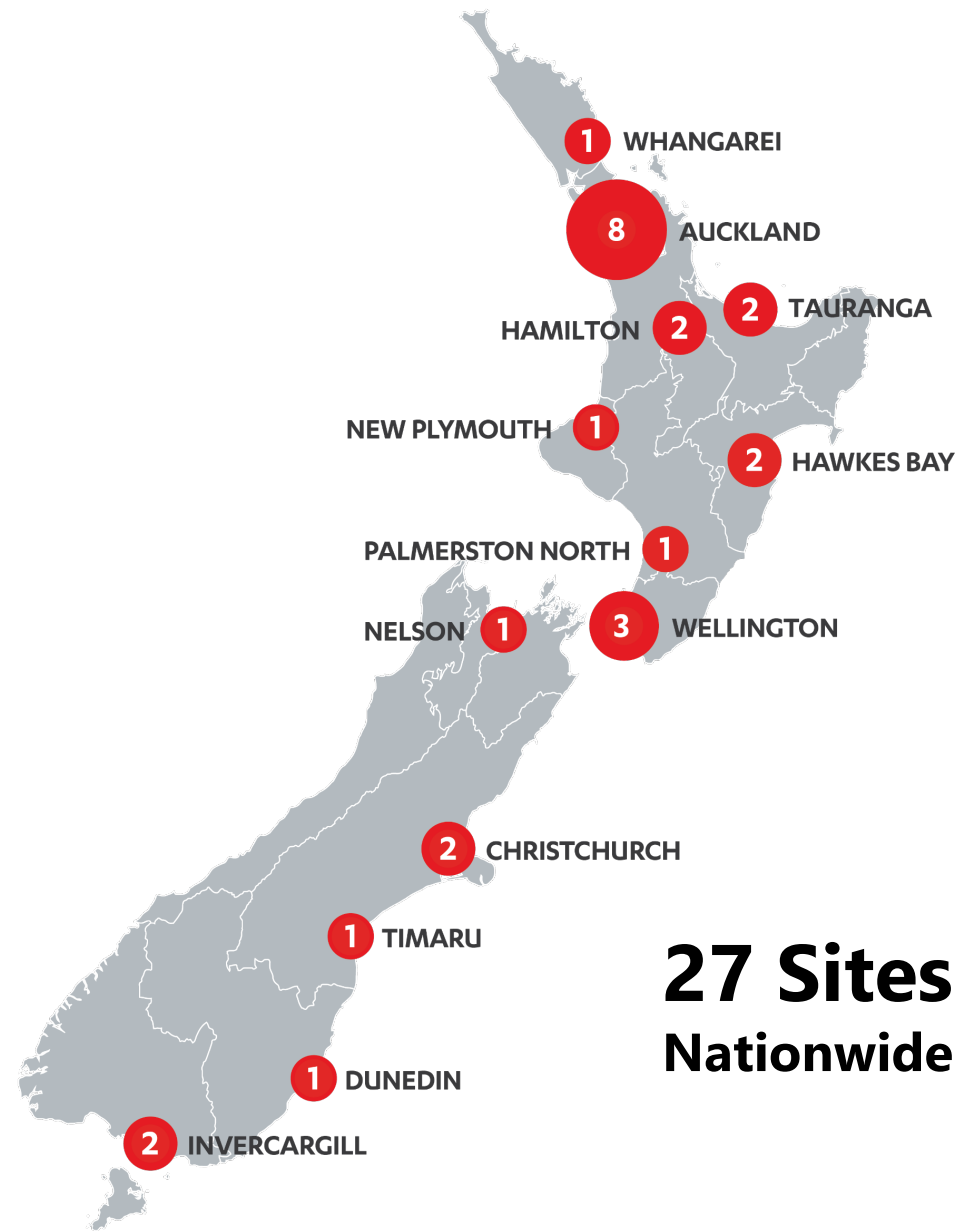 1 WHANGAREI
8 AUCKLAND
2 TAURANGA
HAMILTON 2
NEW PLYMOUTH 1
2 HAWKES BAY
PALMERSTON NORTH 1
NELSON 1
3 WELLINGTON
2 CHRISTCHURCH
1 TIMARU
27 Sites
Nationwide
1 DUNEDIN
2 INVERCARGILL